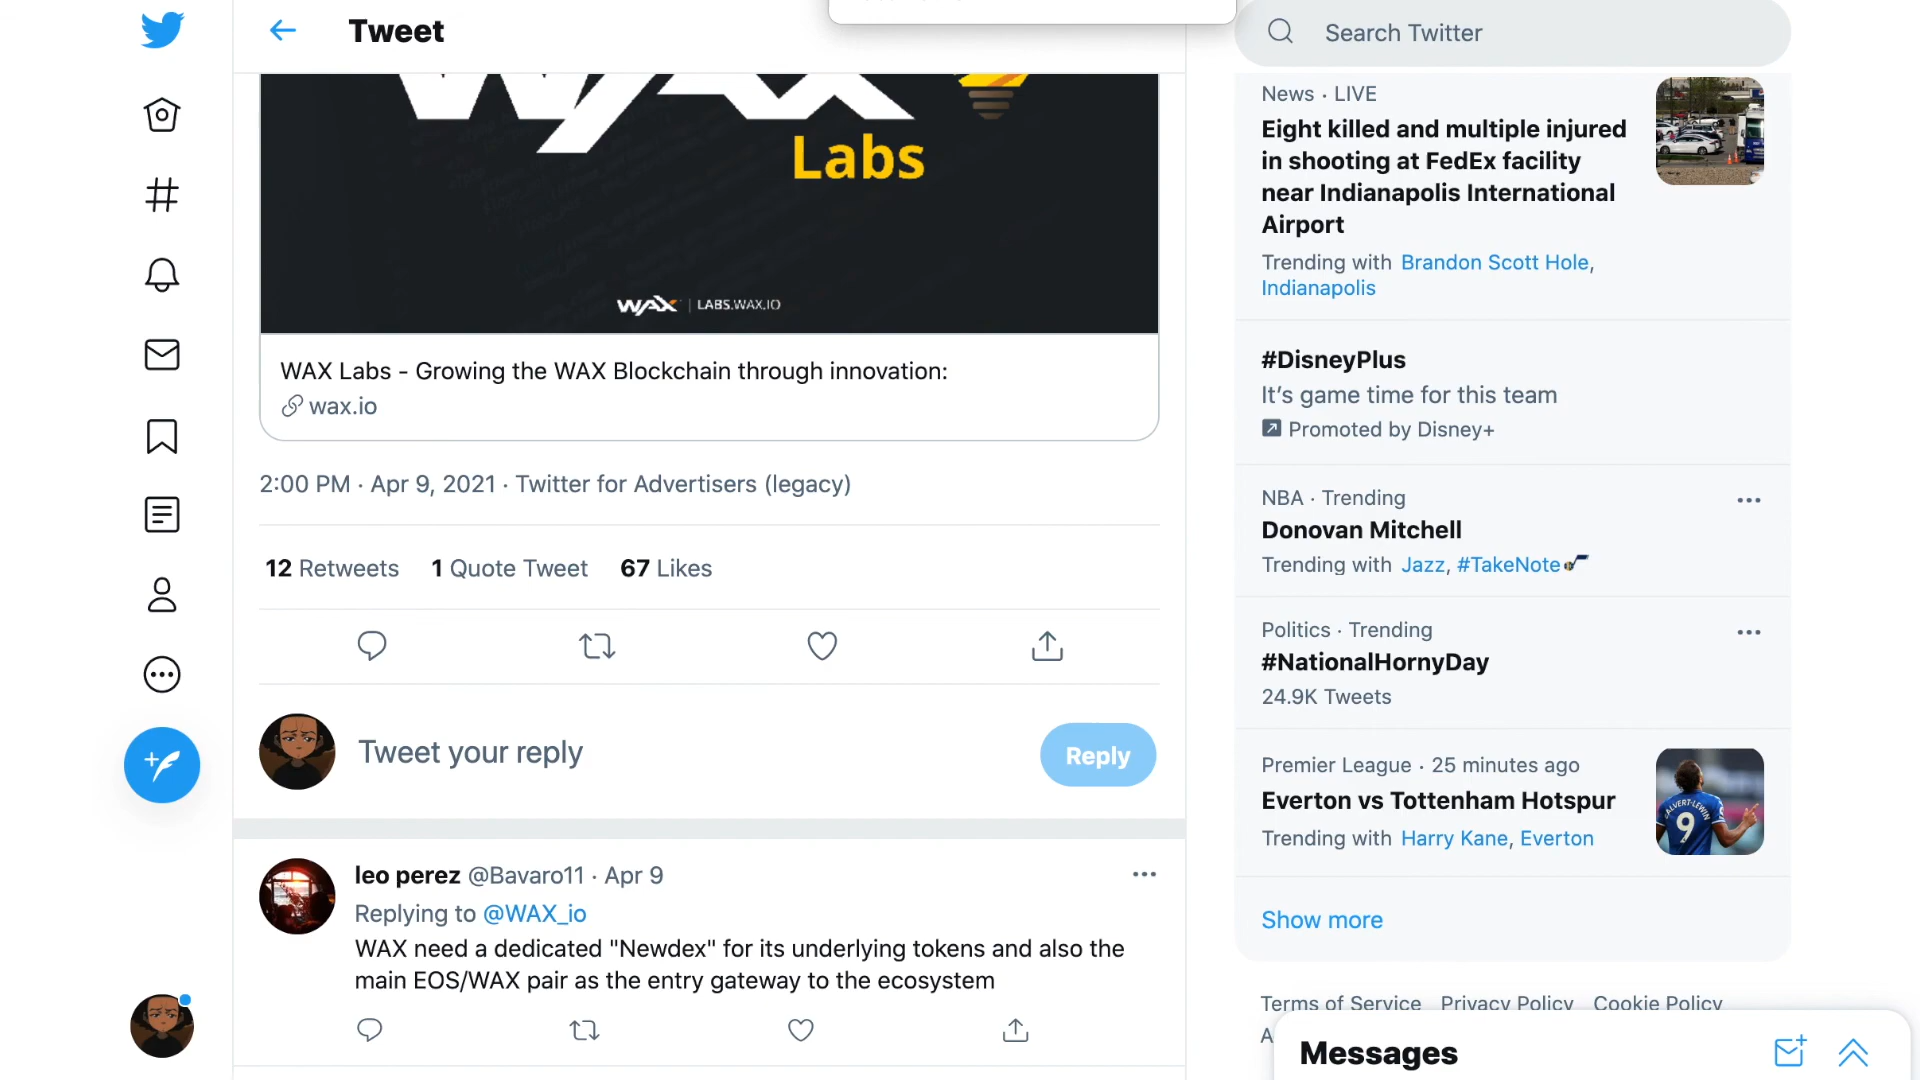 Tweet
Search Twitter
WAX
Labs
WAX | LABS.WAX.IO
WAX Labs - Growing the WAX Blockchain through innovation:
wax.io
2:00 PM · Apr 9, 2021 · Twitter for Advertisers (legacy)
12 Retweets 1 Quote Tweet 67 Likes
Tweet your reply
Reply
leo perez @Bavaro11 · Apr 9
Replying to @WAX_io
WAX need a dedicated "Newdex" for its underlying tokens and also the
main EOS/WAX pair as the entry gateway to the ecosystem
News · LIVE
Eight killed and multiple injured
in shooting at FedEx facility
near Indianapolis International
Airport
Trending with Brandon Scott Hole,
Indianapolis
#DisneyPlus
It's game time for this team
Promoted by Disney+
NBA · Trending
Donovan Mitchell
Trending with Jazz, #TakeNote
Politics · Trending
#NationalHornyDay
24.9K Tweets
Premier League · 25 minutes ago
Everton vs Tottenham Hotspur
Trending with Harry Kane, Everton
CALVERT-LEWIN
9
Show more
Terms of Service Privacy Policy Cookie Policy
Messages